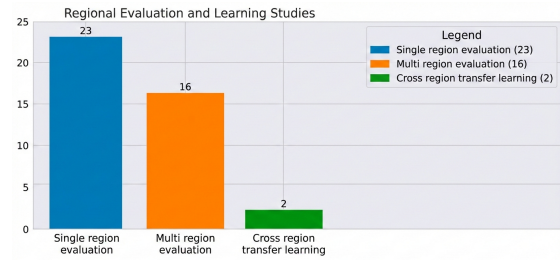 Regional Evaluation and Learning Studies
25
20
15
10
5
0
23
16
2
Legend
Single region evaluation (23)
Multi region evaluation (16)
Cross region transfer learning (2)
Single region
evaluation
Multi region
evaluation
Cross region
transfer learning